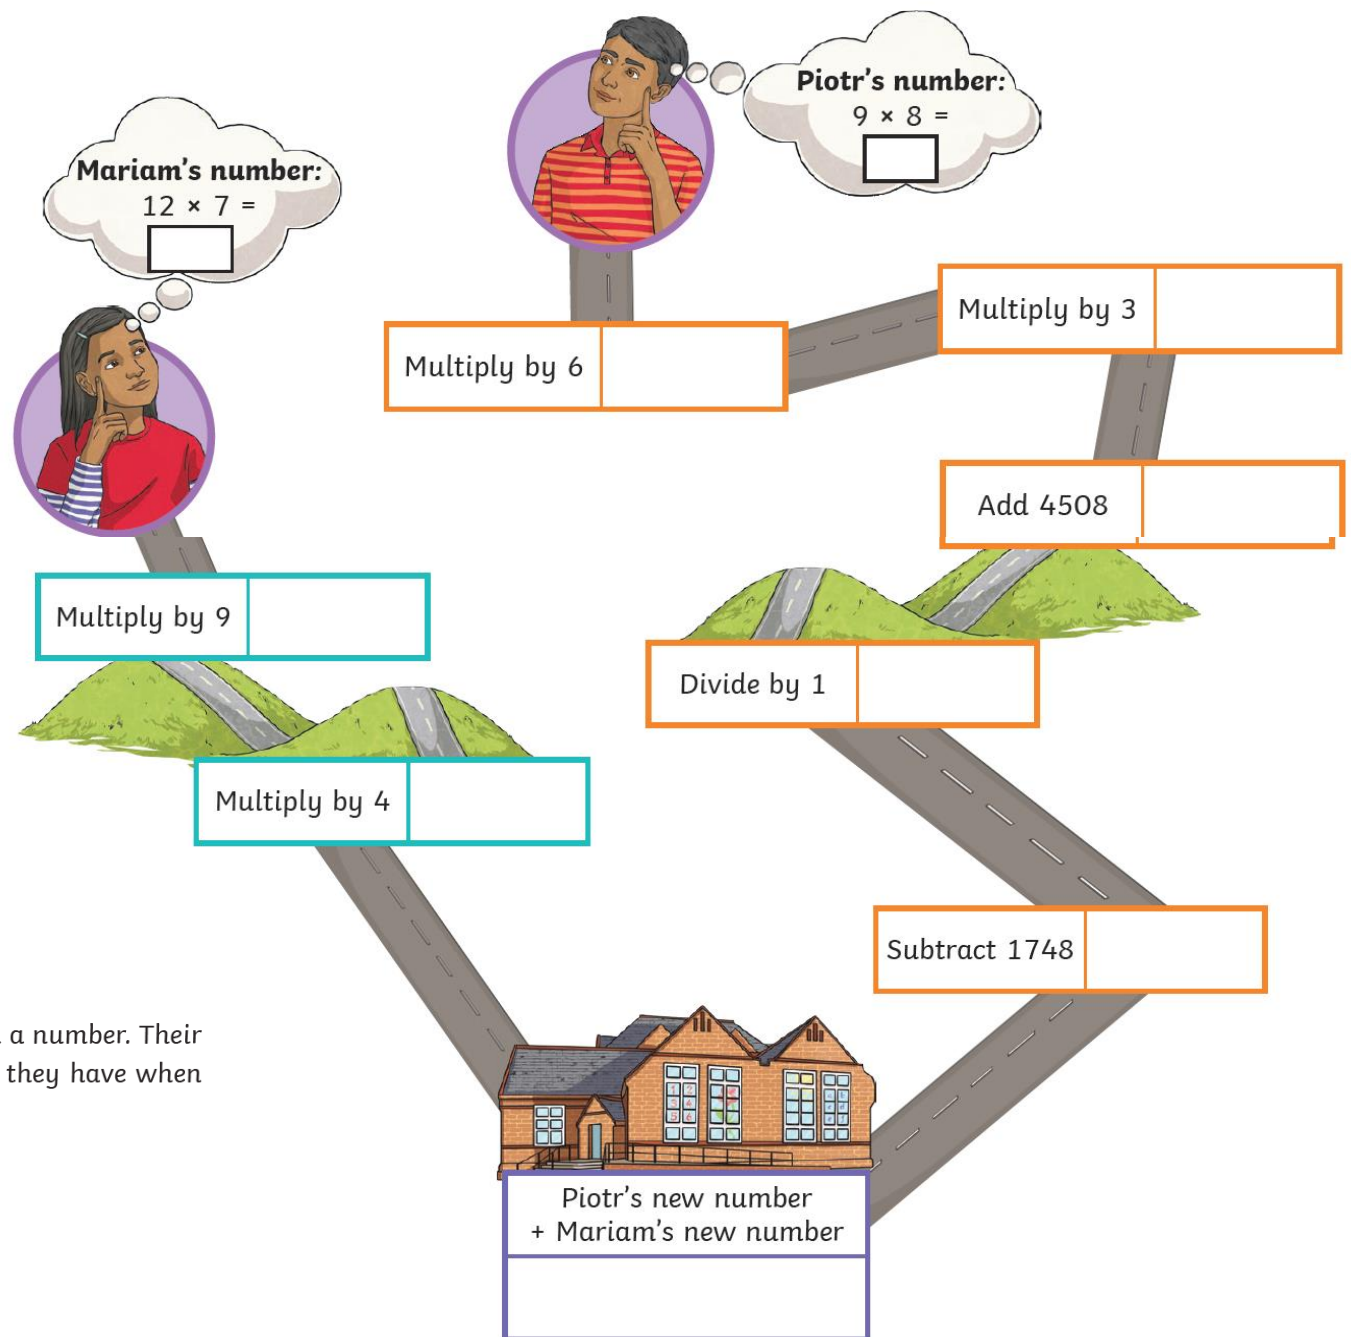 Piotr's number:
9 × 8 =
Mariam's number:
12 × 7 =
Multiply by 3
Multiply by 6
Add 4508
Multiply by 9
Divide by 1
Multiply by 4
Subtract 1748
a number. Their
they have when
Piotr's new number
+ Mariam's new number